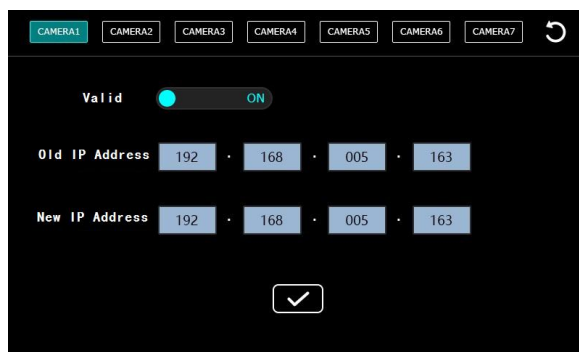 CAMERA1 CAMERA2 CAMERA3 CAMERA4 CAMERA5 CAMERA6 CAMERA7
Valid ON
Old IP Address 192 . 168 . 005 . 163
New IP Address 192 . 168 . 005 . 163